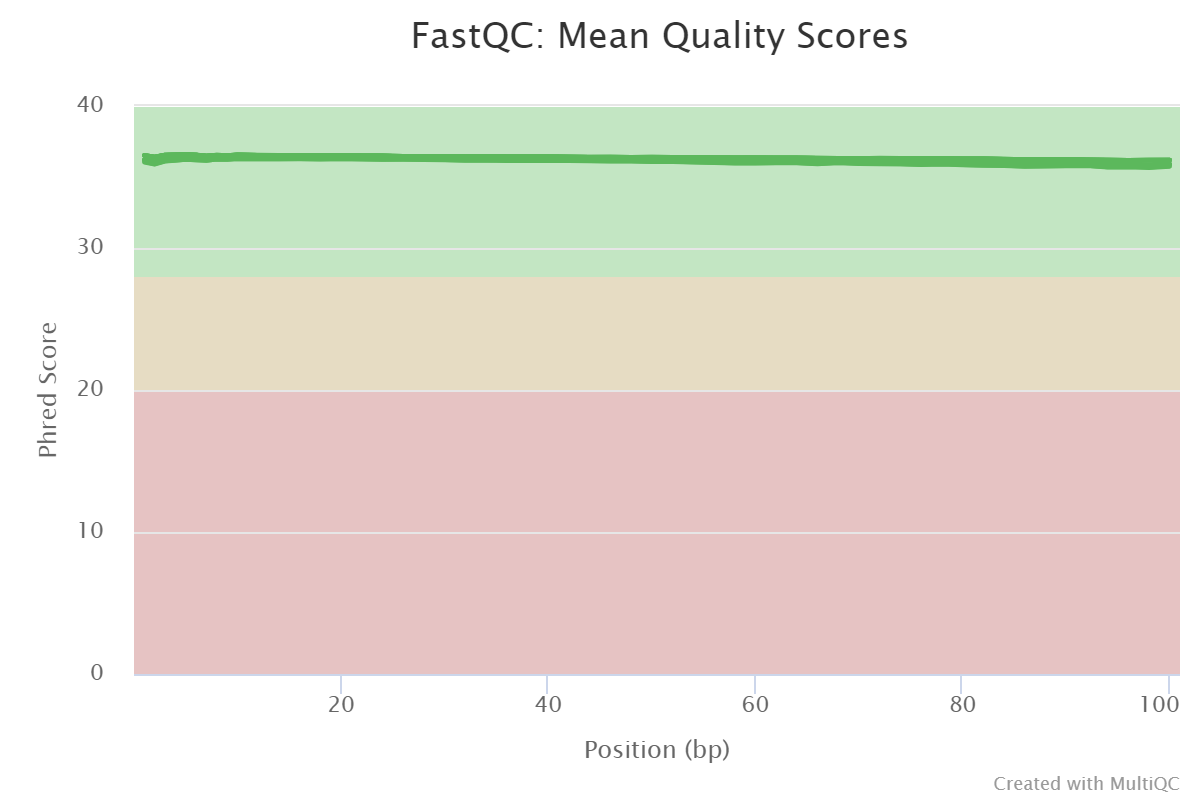 FastQC: Mean Quality Scores
40
30
20
10
0
Phred Score
20 40 60 80 100
Position (bp)
Created with MultiQC